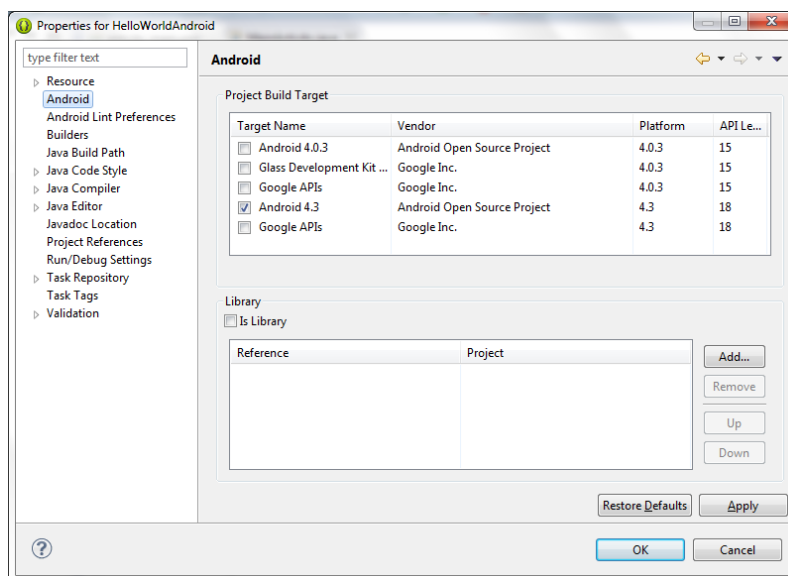 Properties for HelloWorldAndroid
type filter text
Resource
Android
Android Lint Preferences
Builders
Java Build Path
Java Code Style
Java Compiler
Java Editor
Javadoc Location
Project References
Run/Debug Settings
Task Repository
Task Tags
Validation
Android
Project Build Target
Target Name Vendor Platform API Le...
Android 4.0.3 Android Open Source Project 4.0.3 15
Glass Development Kit ... Google Inc. 4.0.3 15
Google APIs Google Inc. 4.0.3 15
Android 4.3 Android Open Source Project 4.3 18
Google APIs Google Inc. 4.3 18
Library
Is Library
Reference Project
Add...
Remove
Up
Down
Restore Defaults Apply
OK Cancel